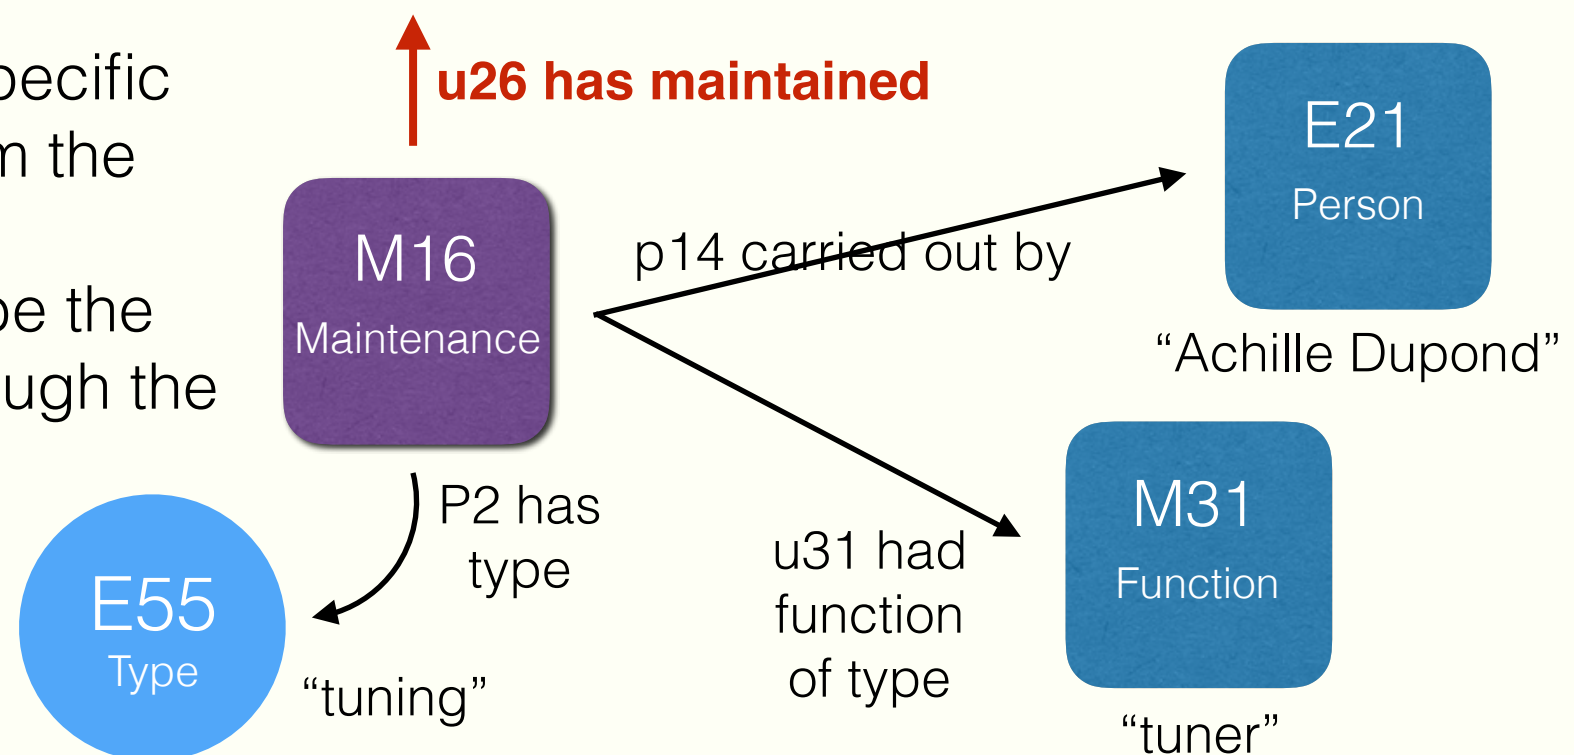 u26 has maintained
pecific
m the
be the
ugh the
M16
Maintenance
p14 carried out by
E21
Person
“Achille Dupond”
P2 has
type
E55
Type
“tuning”
u31 had
function
of type
M31
Function
“tuner”